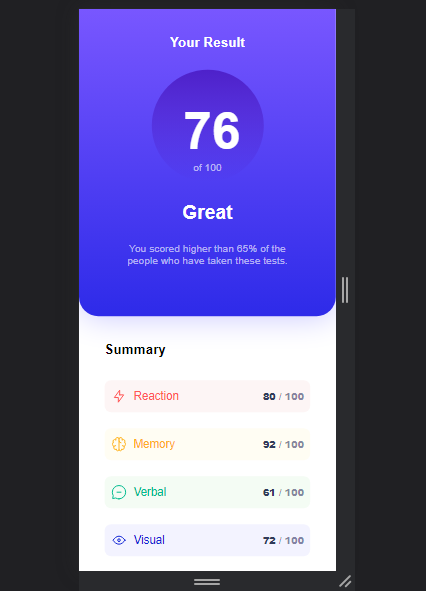 Your Result
76
of 100
Great
You scored higher than 65% of the
people who have taken these tests.
Summary
Reaction 80 / 100
Memory 92 / 100
Verbal 61 / 100
Visual 72 / 100